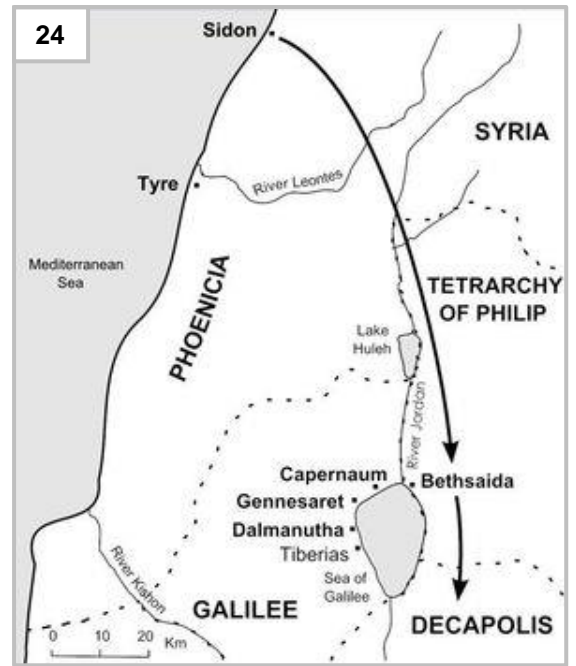 24
Sidon
SYRIA
River Leontes
Tyre
Mediterranean
Sea
PHOENICIA
TETRARCHY
OF PHILIP
Lake
Huleh
River Jordan
Capernaum
Bethsaida
Gennesaret
Dalmanutha
Tiberias
River Kishon
Sea of
Galilee
GALILEE
DECAPOLIS
0 10 20
Km